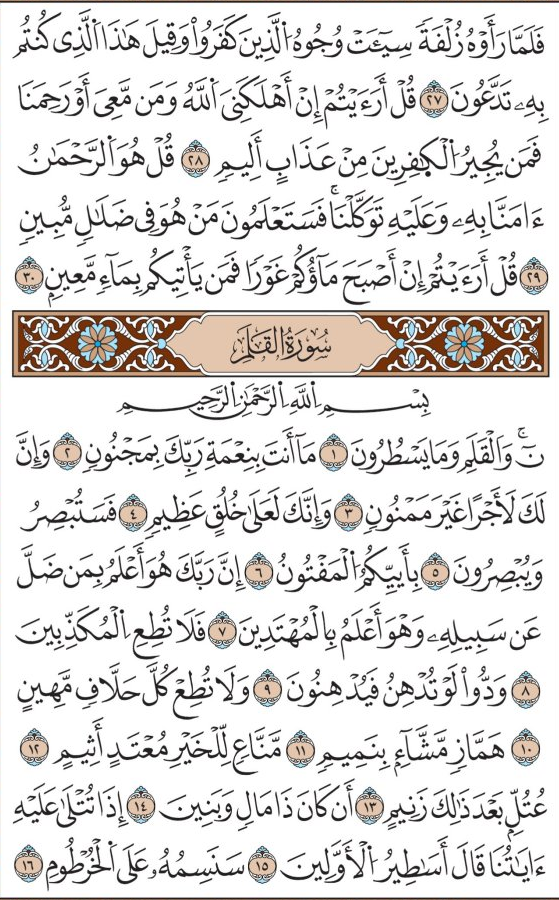 فَلَمَّا رَأَوۡهُ زُلۡفَةٗ سِيٓـَٔتۡ وُجُوهُ ٱلَّذِينَ كَفَرُواْ وَقِيلَ هَٰذَا ٱلَّذِي كُنتُم
بِهِۦ تَدَّعُونَ ٢٧ قُلۡ أَرَءَيۡتُمۡ إِنۡ أَهۡلَكَنِيَ ٱللَّهُ وَمَن مَّعِيَ أَوۡ رَحِمَنَا
فَمَن يُجِيرُ ٱلۡكَٰفِرِينَ مِنۡ عَذَابٍ أَلِيمٖ ٢٨ قُلۡ هُوَ ٱلرَّحۡمَٰنُ
ءَامَنَّا بِهِۦ وَعَلَيۡهِ تَوَكَّلۡنَاۖ فَسَتَعۡلَمُونَ مَنۡ هُوَ فِي ضَلَٰلٖ مُّبِينٖ
٢٩ قُلۡ أَرَءَيۡتُمۡ إِنۡ أَصۡبَحَ مَآؤُكُمۡ غَوۡرٗا فَمَن يَأۡتِيكُم بِمَآءٖ مَّعِينِۭ ٣٠
سُورَةُ القَلَمِ
بِسۡمِ ٱللَّهِ ٱلرَّحۡمَٰنِ ٱلرَّحِيمِ
نٓۚ وَٱلۡقَلَمِ وَمَا يَسۡطُرُونَ ١ مَآ أَنتَ بِنِعۡمَةِ رَبِّكَ بِمَجۡنُونٖ ٢ وَإِنَّ
لَكَ لَأَجۡرًا غَيۡرَ مَمۡنُونٖ ٣ وَإِنَّكَ لَعَلَىٰ خُلُقٍ عَظِيمٖ ٤ فَسَتُبۡصِرُ
وَيُبۡصِرُونَ ٥ بِأَييِّكُمُ ٱلۡمَفۡتُونُ ٦ إِنَّ رَبَّكَ هُوَ أَعۡلَمُ بِمَن ضَلَّ
عَن سَبِيلِهِۦ وَهُوَ أَعۡلَمُ بِٱلۡمُهۡتَدِينَ ٧ فَلَا تُطِعِ ٱلۡمُكَذِّبِينَ
٨ وَدُّواْ لَوۡ تُدۡهِنُ فَيُدۡهِنُونَ ٩ وَلَا تُطِعۡ كُلَّ حَلَّافٖ مَّهِينٍ
١٠ هَمَّازٖ مَّشَّآءِۭ بِنَمِيمٖ ١١ مَّنَّاعٖ لِّلۡخَيۡرِ مُعۡتَدٍ أَثِيمٍ ١٢
عُتُلِّۭ بَعۡدَ ذَٰلِكَ زَنِيمٍ ١٣ أَن كَانَ ذَا مَالٖ وَبَنِينَ ١٤ إِذَا تُتۡلَىٰ عَلَيۡهِ
ءَايَٰتُنَا قَالَ أَسَٰطِيرُ ٱلۡأَوَّلِينَ ١٥ سَنَسِمُهُۥ عَلَى ٱلۡخُرۡطُومِ ١٦